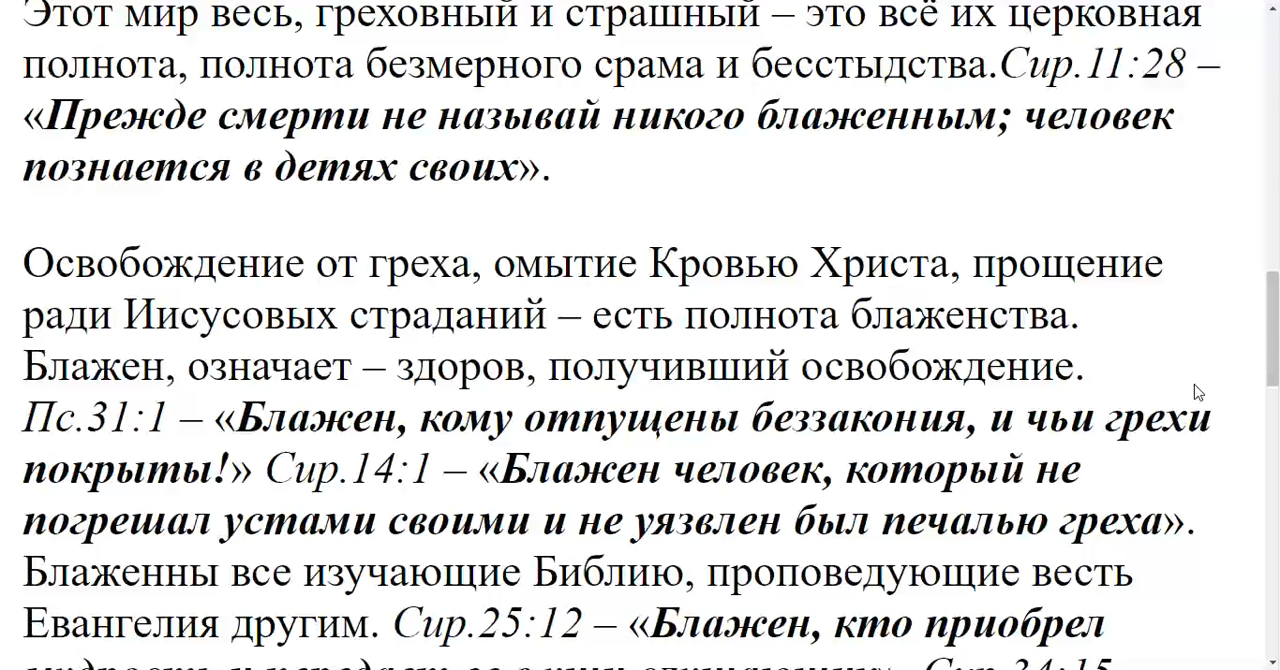 Этот мир весь, греховный и страшный – это всё их церковная
полнота, полнота безмерного срама и бесстыдства.Сир.11:28 –
«Прежде смерти не называй никого блаженным; человек
познается в детях своих».
Освобождение от греха, омытие Кровью Христа, прощение
ради Иисусовых страданий – есть полнота блаженства.
Блажен, означает – здоров, получивший освобождение.
Пс.31:1 – «Блажен, кому отпущены беззакония, и чьи грехи
покрыты!» Сир.14:1 – «Блажен человек, который не
погрешал устами своими и не уязвлен был печалью греха».
Блаженны все изучающие Библию, проповедующие весть
Евангелия другим. Сир.25:12 – «Блажен, кто приобрел